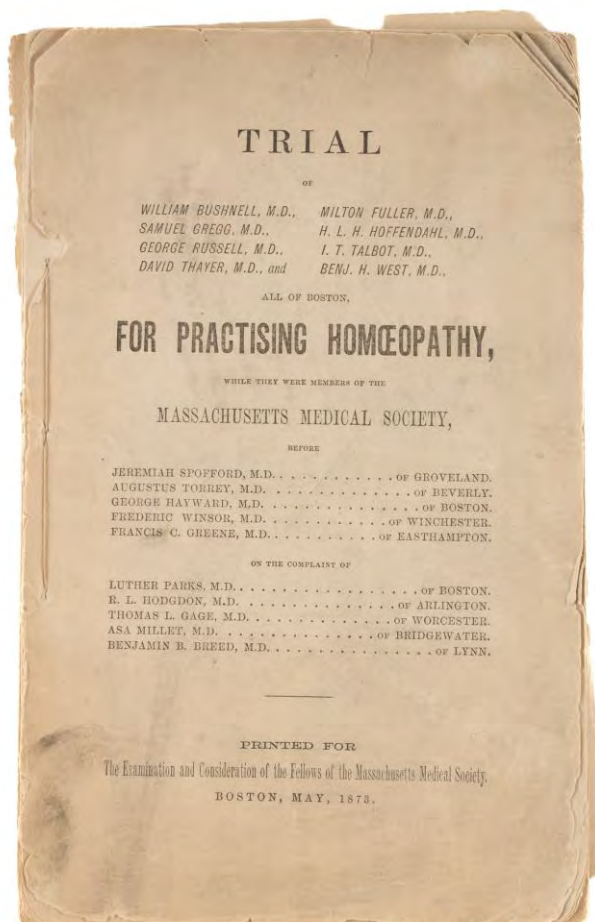 TRIAL
OF
WILLIAM BUSHNELL, M.D., MILTON FULLER, M.D.,
SAMUEL GREGG, M.D., H. L. H. HOFFENDAHL, M.D.,
GEORGE RUSSELL, M.D., I. T. TALBOT, M.D.,
DAVID THAYER, M.D., and BENJ. H. WEST, M.D.,
ALL OF BOSTON,
FOR PRACTISING HOMŒOPATHY,
WHILE THEY WERE MEMBERS OF THE
MASSACHUSETTS MEDICAL SOCIETY,
BEFORE
JEREMIAH SPOFFORD, M.D. . . . . . . . . . . . OF GROVELAND.
AUGUSTUS TORREY, M.D. . . . . . . . . . . . . . OF BEVERLY.
GEORGE HAYWARD, M.D. . . . . . . . . . . . . . . OF BOSTON.
FREDERIC WINSOR, M.D. . . . . . . . . . . . . OF WINCHESTER.
FRANCIS C. GREENE, M.D. . . . . . . . . . . OF EASTHAMPTON.
ON THE COMPLAINT OF
LUTHER PARKS, M.D. . . . . . . . . . . . . . . . . . OF BOSTON.
R. L. HODGDON, M.D. . . . . . . . . . . . . . . . OF ARLINGTON.
THOMAS L. GAGE, M.D. . . . . . . . . . . . . . . OF WORCESTER.
ASA MILLET, M.D. . . . . . . . . . . . . . . . OF BRIDGEWATER.
BENJAMIN B. BREED, M.D. . . . . . . . . . . . . . . . . OF LYNN.
PRINTED FOR
The Examination and Consideration of the Fellows of the Massachusetts Medical Society.
BOSTON, MAY, 1873.